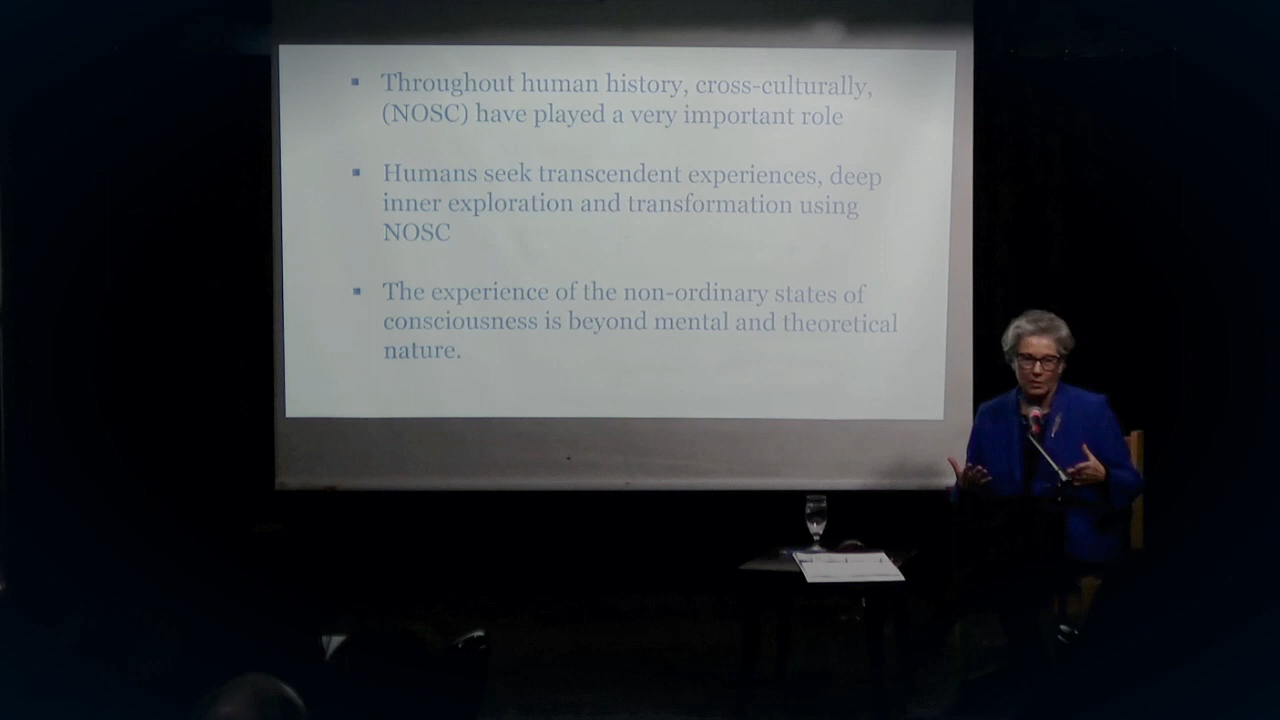 ▪ Throughout human history, cross-culturally,
(NOSC) have played a very important role
▪ Humans seek transcendent experiences, deep
inner exploration and transformation using
NOSC
▪ The experience of the non-ordinary states of
consciousness is beyond mental and theoretical
nature.